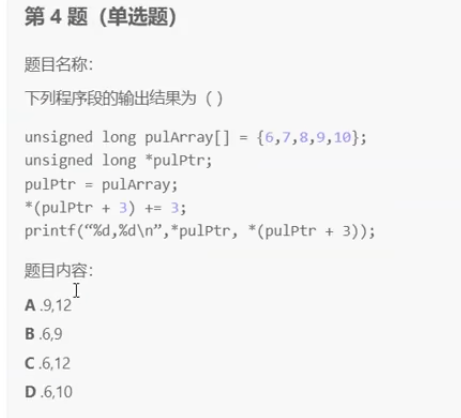 第 4 题（单选题）
题目名称：
下列程序段的输出结果为（ ）
unsigned long pulArray[] = {6,7,8,9,10};
unsigned long *pulPtr;
pulPtr = pulArray;
*(pulPtr + 3) += 3;
printf(“%d,%d\n”,*pulPtr, *(pulPtr + 3));
题目内容：
A .9,12
B .6,9
C .6,12
D .6,10